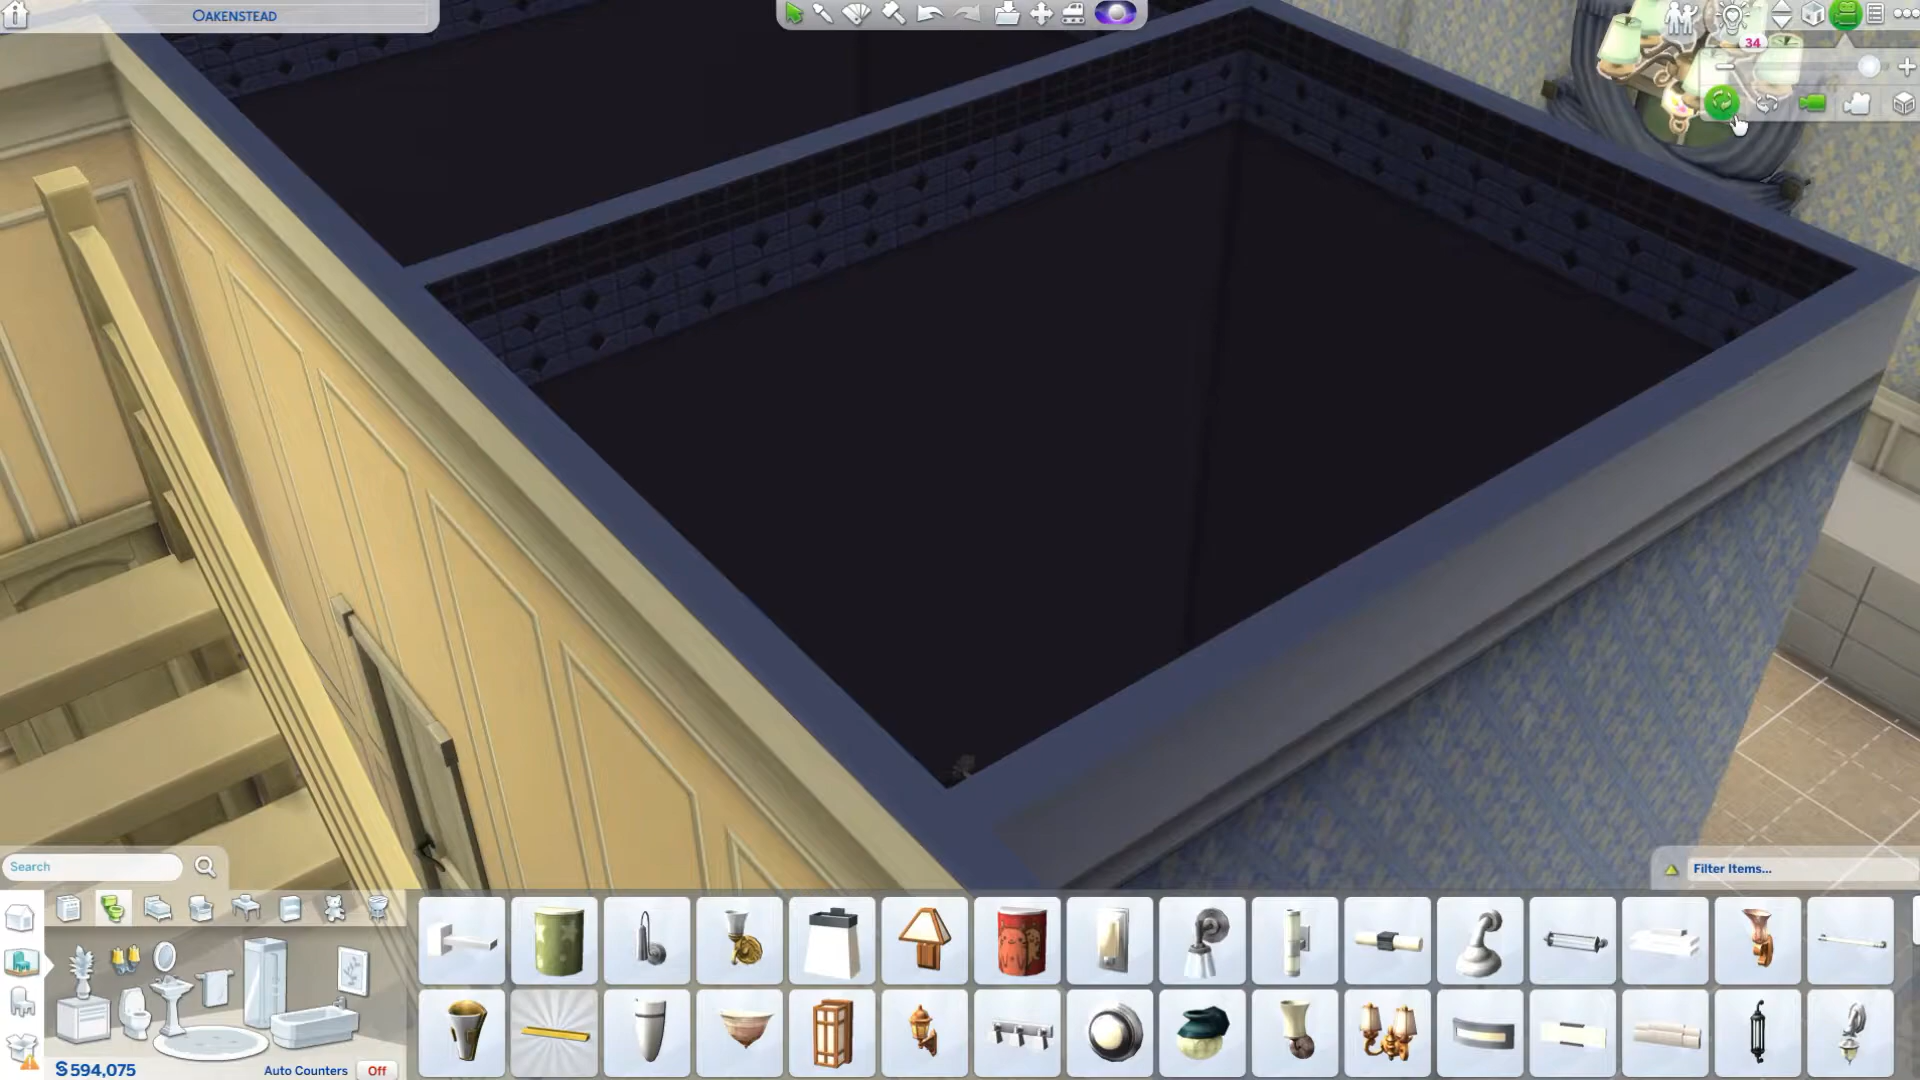 OAKENSTEAD
34
Search
Filter Items...
§594,075
Auto Counters
Off